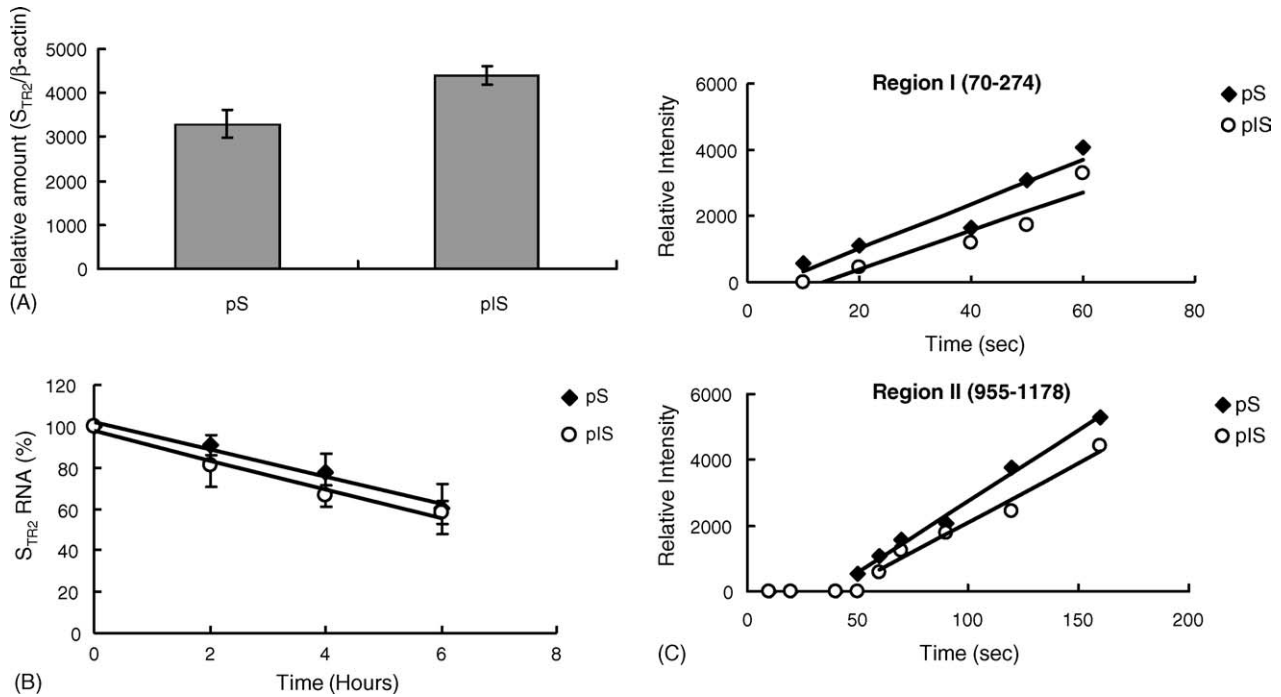 Relative amount (S_TR2/β-actin)
5000
4000
3000
2000
1000
0
pS
pIS
(A)
S_TR2 RNA (%)
120
100
80
60
40
20
0
0 2 4 6 8
Time (Hours)
pS
pIS
(B)
Region I (70-274)
Relative Intensity
6000
4000
2000
0
0 20 40 60 80
Time (sec)
pS
pIS
Region II (955-1178)
Relative Intensity
6000
4000
2000
0
0 50 100 150 200
Time (sec)
pS
pIS
(C)